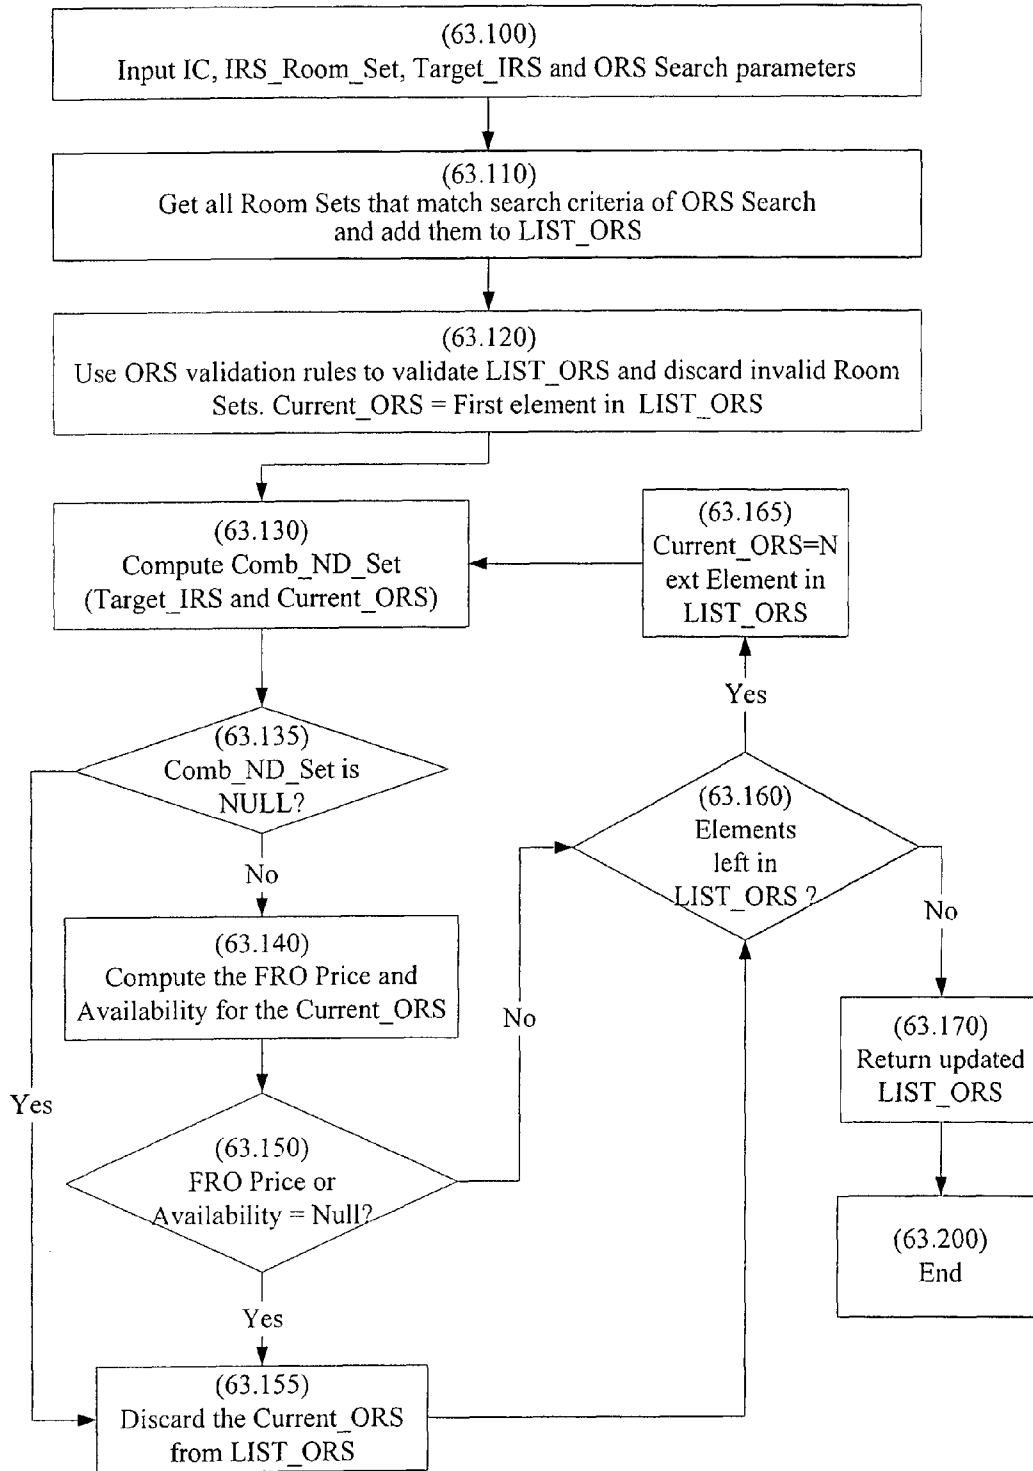 (63.100)
Input IC, IRS_Room_Set, Target_IRS and ORS Search parameters
(63.110)
Get all Room Sets that match search criteria of ORS Search
and add them to LIST_ORS
(63.120)
Use ORS validation rules to validate LIST_ORS and discard invalid Room
Sets. Current_ORS = First element in LIST_ORS
(63.130)
Compute Comb_ND_Set
(Target_IRS and Current_ORS)
(63.165)
Current_ORS=N
ext Element in
LIST_ORS
Yes
(63.135)
Comb_ND_Set is
NULL?
(63.160)
Elements
left in
LIST_ORS ?
No
No
(63.140)
Compute the FRO Price and
Availability for the Current_ORS
No
(63.170)
Return updated
LIST_ORS
Yes
(63.150)
FRO Price or
Availability = Null?
(63.200)
End
Yes
(63.155)
Discard the Current_ORS
from LIST_ORS